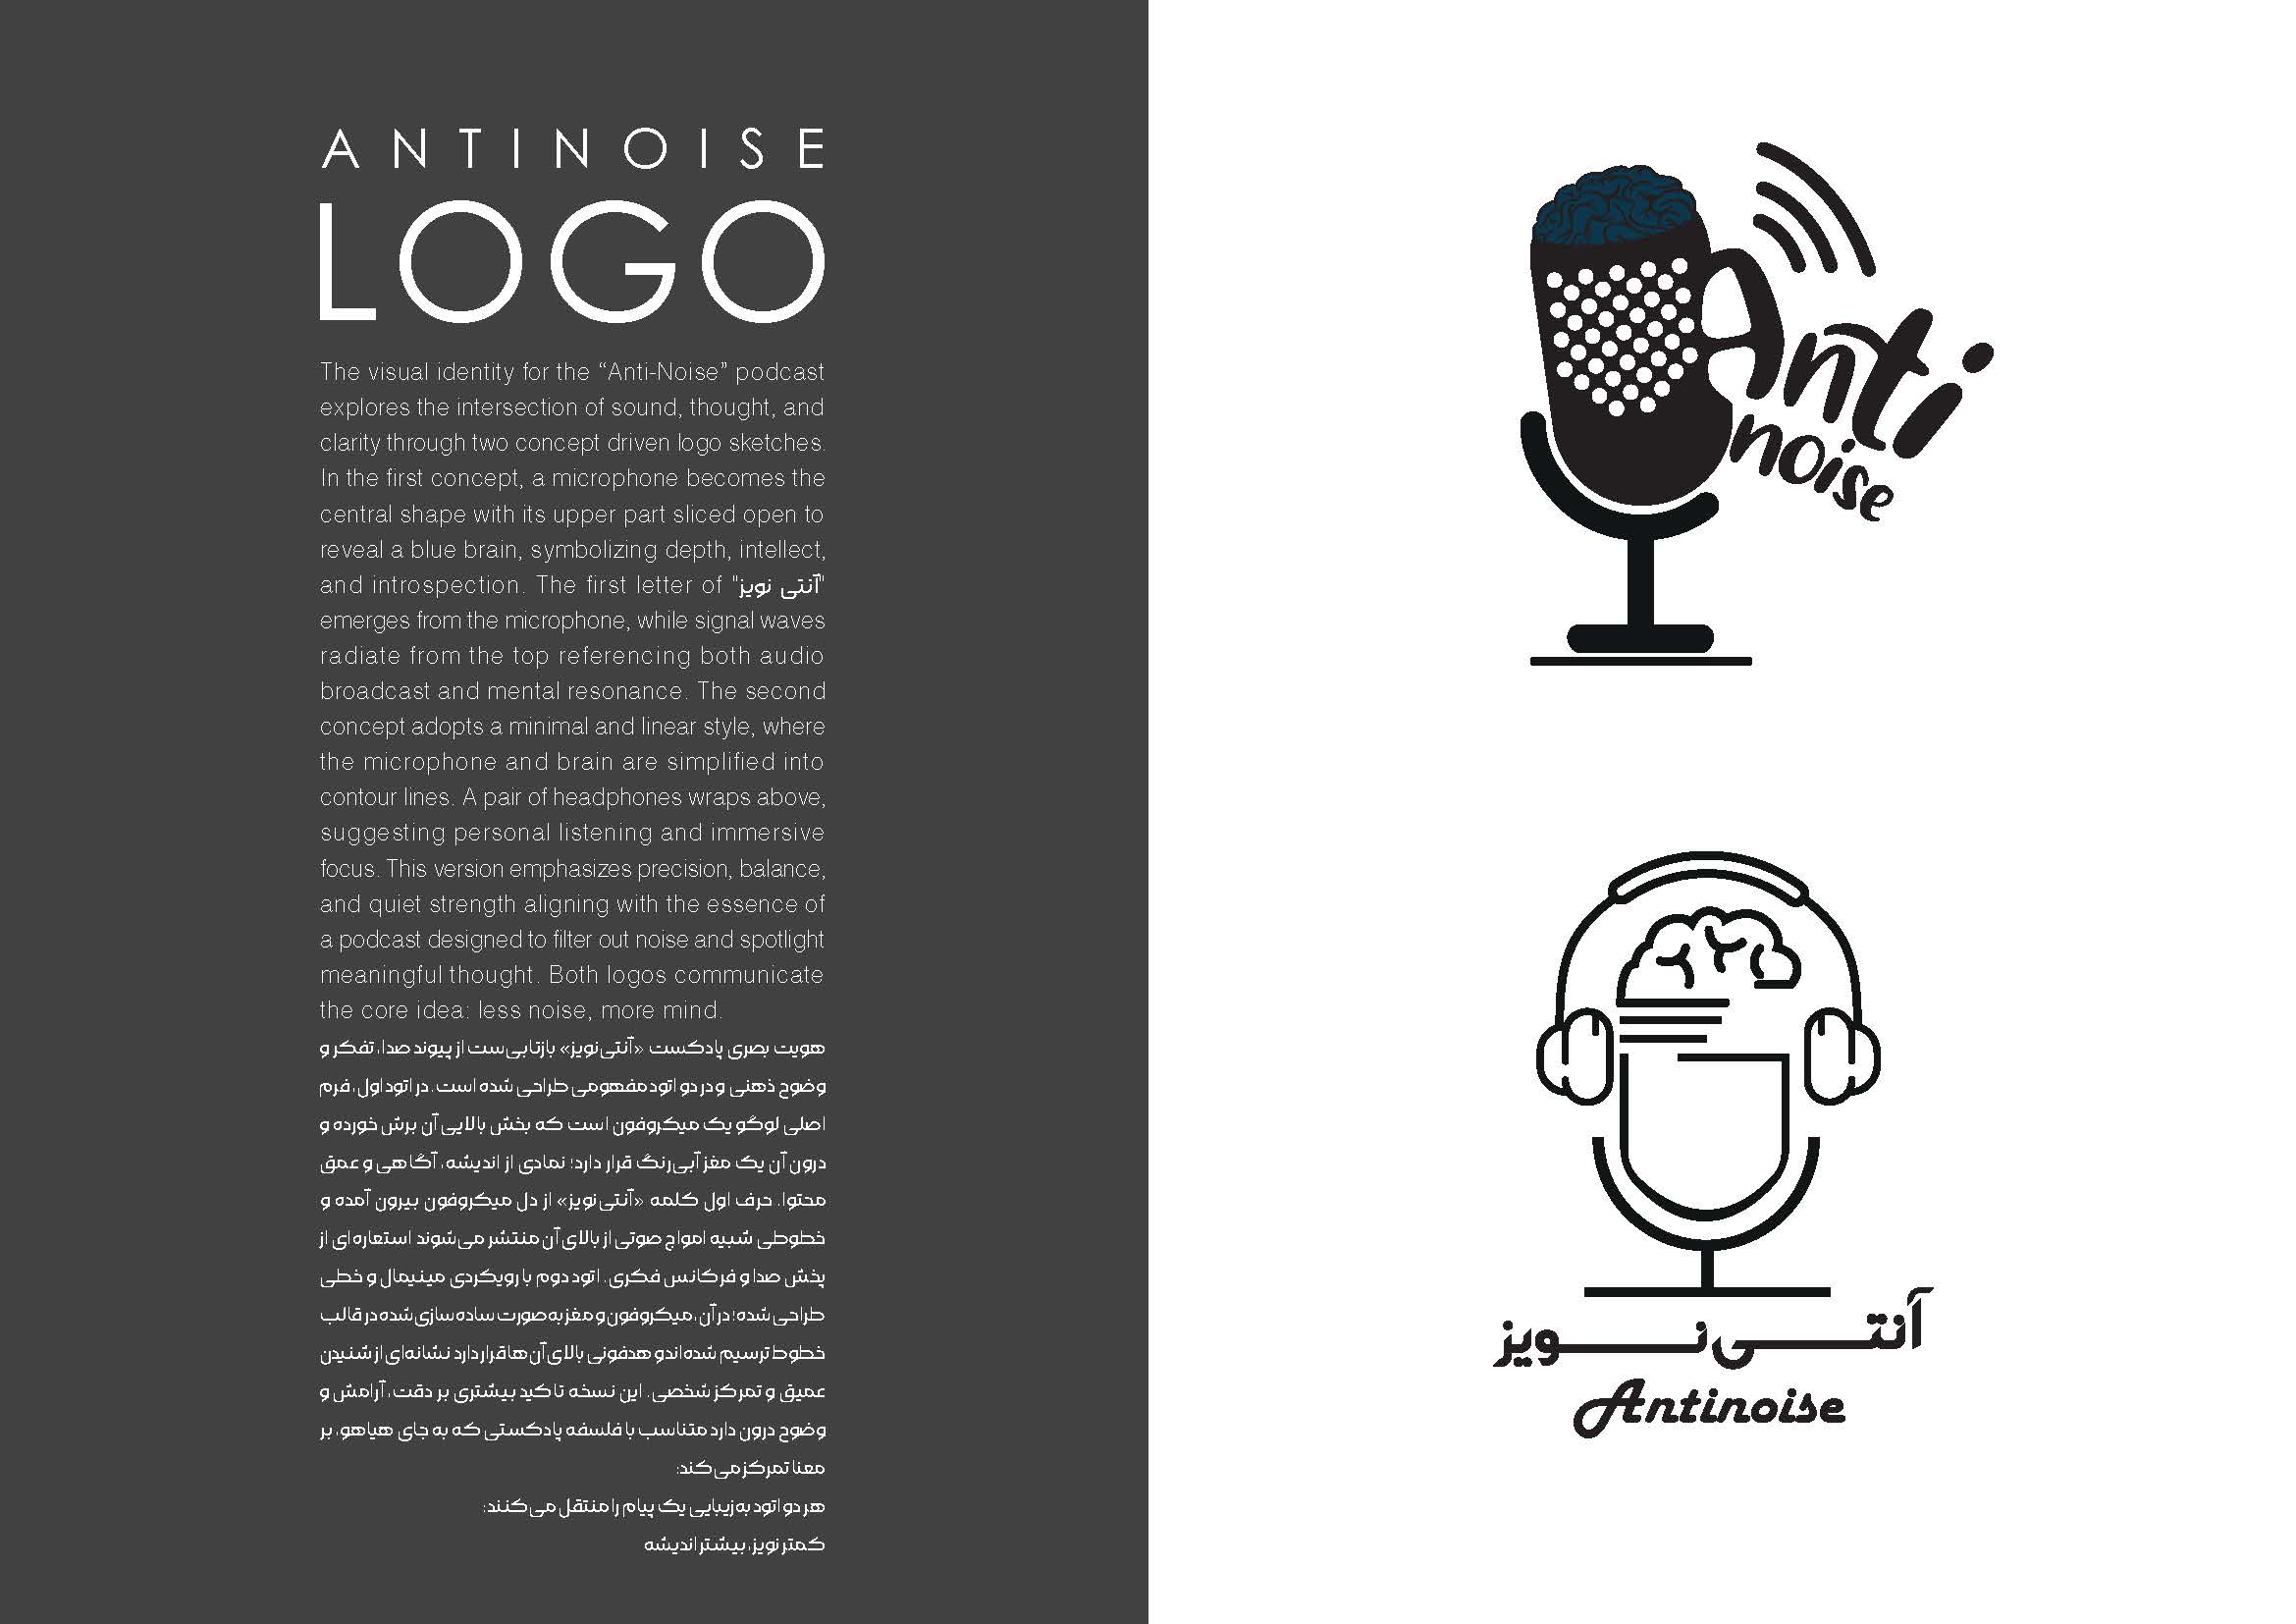 ANTINOISE
LOGO
The visual identity for the “Anti-Noise” podcast
explores the intersection of sound, thought, and
clarity through two concept driven logo sketches.
In the first concept, a microphone becomes the
central shape with its upper part sliced open to
reveal a blue brain, symbolizing depth, intellect,
and introspection. The first letter of "آنتی نویز"
emerges from the microphone, while signal waves
radiate from the top referencing both audio
broadcast and mental resonance. The second
concept adopts a minimal and linear style, where
the microphone and brain are simplified into
contour lines. A pair of headphones wraps above,
suggesting personal listening and immersive
focus. This version emphasizes precision, balance,
and quiet strength aligning with the essence of
a podcast designed to filter out noise and spotlight
meaningful thought. Both logos communicate
the core idea: less noise, more mind.
هویت بصری پادکست «آنتی‌نویز» بازتابی‌ست از پیوند صدا، تفکر و
وضوح ذهنی و در دو اتود مفهومی طراحی شده است. در اتود اول، فرم
اصلی لوگو یک میکروفون است که بخش بالایی آن برش خورده و
درون آن یک مغز آبی‌رنگ قرار دارد؛ نمادی از اندیشه، آگاهی و عمق
محتوا. حرف اول کلمه «آنتی‌نویز» از دل میکروفون بیرون آمده و
خطوطی شبیه امواج صوتی از بالای آن منتشر می‌شوند استعاره‌ای از
پخش صدا و فرکانس فکری. اتود دوم با رویکردی مینیمال و خطی
طراحی شده؛ در آن، میکروفون و مغز به‌صورت ساده‌سازی‌شده در قالب
خطوط ترسیم شده‌اند و هدفونی بالای آن‌ها قرار دارد نشانه‌ای از شنیدن
عمیق و تمرکز شخصی. این نسخه تاکید بیشتری بر دقت، آرامش و
وضوح درون دارد متناسب با فلسفه پادکستی که به جای هیاهو، بر
معنا تمرکز می‌کند:
هر دو اتود به‌زیبایی یک پیام را منتقل می‌کنند:
کمتر نویز، بیشتر اندیشه
Anti
noise
آنتی‌نویز
Antinoise